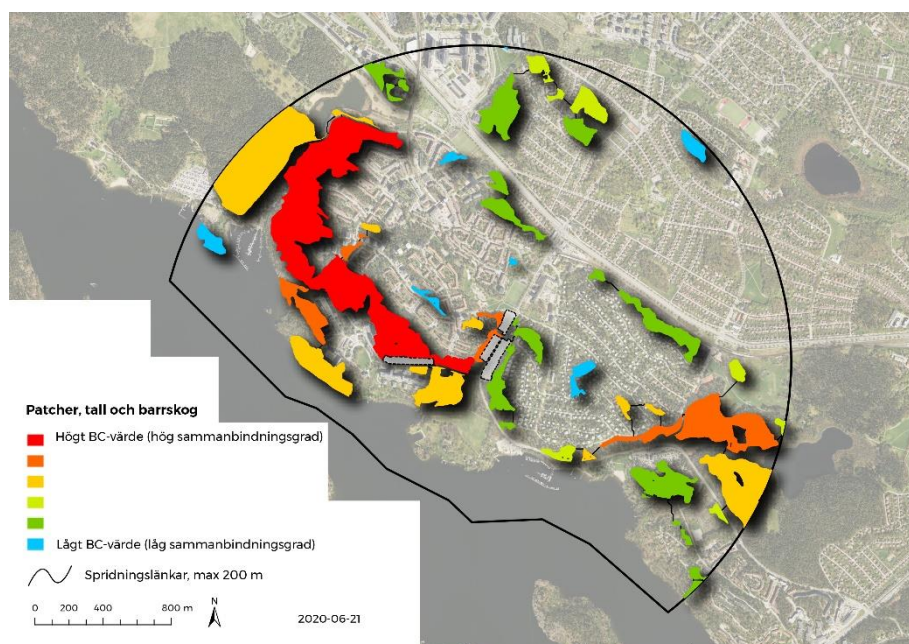 Patcher, tall och barrskog
Högt BC-värde (hög sammanbindningsgrad)
Lågt BC-värde (låg sammanbindningsgrad)
Spridningslänkar, max 200 m
N
0 200 400 800 m
2020-06-21